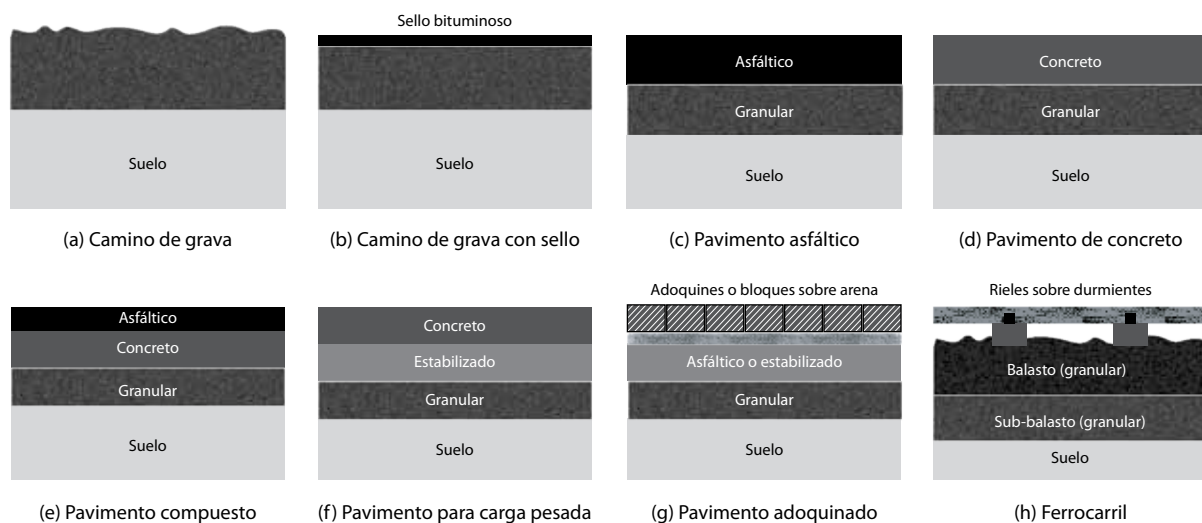 Suelo
(a) Camino de grava
Sello bituminoso
Suelo
(b) Camino de grava con sello
Asfáltico
Granular
Suelo
(c) Pavimento asfáltico
Concreto
Granular
Suelo
(d) Pavimento de concreto
Asfáltico
Concreto
Granular
Suelo
(e) Pavimento compuesto
Concreto
Estabilizado
Granular
Suelo
(f) Pavimento para carga pesada
Adoquines o bloques sobre arena
Asfáltico o estabilizado
Granular
Suelo
(g) Pavimento adoquinado
Rieles sobre durmientes
Balasto (granular)
Sub-balasto (granular)
Suelo
(h) Ferrocarril